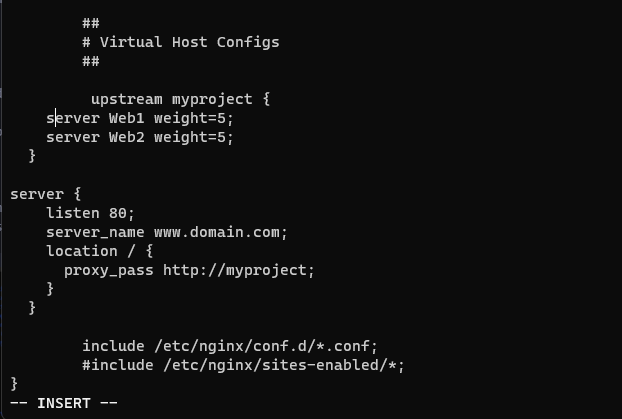 ##
        # Virtual Host Configs
        ##

         upstream myproject {
    server Web1 weight=5;
    server Web2 weight=5;
  }

server {
    listen 80;
    server_name www.domain.com;
    location / {
      proxy_pass http://myproject;
    }
  }

        include /etc/nginx/conf.d/*.conf;
        #include /etc/nginx/sites-enabled/*;
}
-- INSERT --